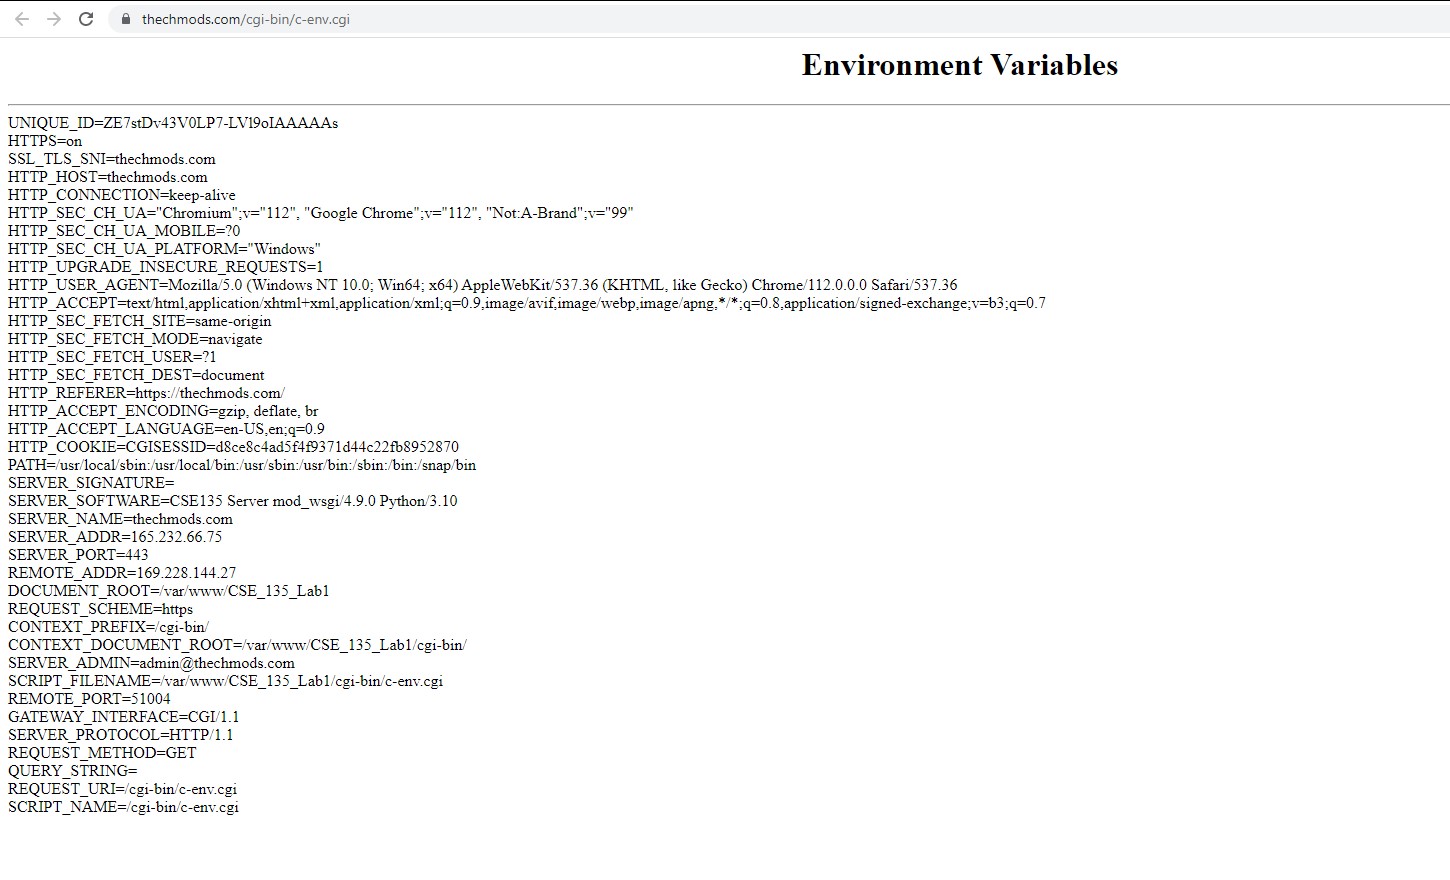 thechmods.com/cgi-bin/c-env.cgi
Environment Variables
UNIQUE_ID=ZE7stDv43V0LP7-LVl9oIAAAAAs
HTTPS=on
SSL_TLS_SNI=thechmods.com
HTTP_HOST=thechmods.com
HTTP_CONNECTION=keep-alive
HTTP_SEC_CH_UA="Chromium";v="112", "Google Chrome";v="112", "Not:A-Brand";v="99"
HTTP_SEC_CH_UA_MOBILE=?0
HTTP_SEC_CH_UA_PLATFORM="Windows"
HTTP_UPGRADE_INSECURE_REQUESTS=1
HTTP_USER_AGENT=Mozilla/5.0 (Windows NT 10.0; Win64; x64) AppleWebKit/537.36 (KHTML, like Gecko) Chrome/112.0.0.0 Safari/537.36
HTTP_ACCEPT=text/html,application/xhtml+xml,application/xml;q=0.9,image/avif,image/webp,image/apng,*/*;q=0.8,application/signed-exchange;v=b3;q=0.7
HTTP_SEC_FETCH_SITE=same-origin
HTTP_SEC_FETCH_MODE=navigate
HTTP_SEC_FETCH_USER=?1
HTTP_SEC_FETCH_DEST=document
HTTP_REFERER=https://thechmods.com/
HTTP_ACCEPT_ENCODING=gzip, deflate, br
HTTP_ACCEPT_LANGUAGE=en-US,en;q=0.9
HTTP_COOKIE=CGISESSID=d8ce8c4ad5f4f9371d44c22fb8952870
PATH=/usr/local/sbin:/usr/local/bin:/usr/sbin:/usr/bin:/sbin:/bin:/snap/bin
SERVER_SIGNATURE=
SERVER_SOFTWARE=CSE135 Server mod_wsgi/4.9.0 Python/3.10
SERVER_NAME=thechmods.com
SERVER_ADDR=165.232.66.75
SERVER_PORT=443
REMOTE_ADDR=169.228.144.27
DOCUMENT_ROOT=/var/www/CSE_135_Lab1
REQUEST_SCHEME=https
CONTEXT_PREFIX=/cgi-bin/
CONTEXT_DOCUMENT_ROOT=/var/www/CSE_135_Lab1/cgi-bin/
SERVER_ADMIN=admin@thechmods.com
SCRIPT_FILENAME=/var/www/CSE_135_Lab1/cgi-bin/c-env.cgi
REMOTE_PORT=51004
GATEWAY_INTERFACE=CGI/1.1
SERVER_PROTOCOL=HTTP/1.1
REQUEST_METHOD=GET
QUERY_STRING=
REQUEST_URI=/cgi-bin/c-env.cgi
SCRIPT_NAME=/cgi-bin/c-env.cgi